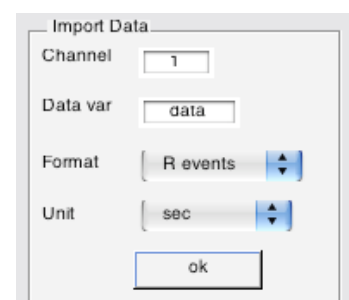 Import Data
Channel 1
Data var data
Format R events
Unit sec
ok